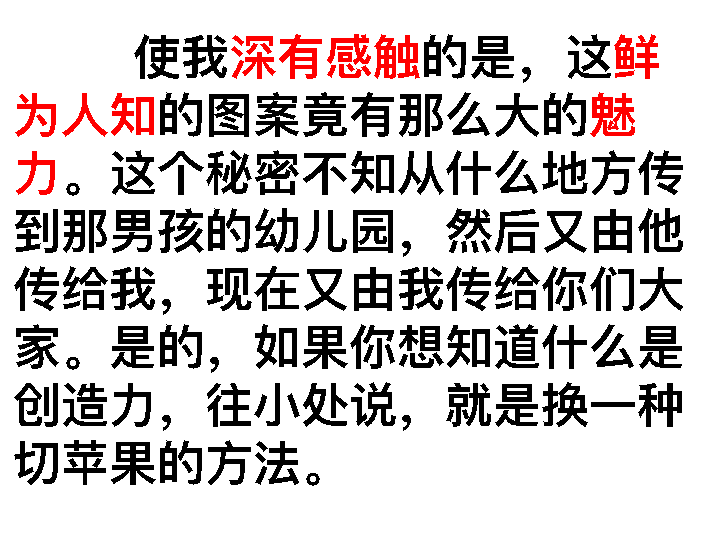 使我深有感触的是，这鲜
为人知的图案竟有那么大的魅
力。这个秘密不知从什么地方传
到那男孩的幼儿园，然后又由他
传给我，现在又由我传给你们大
家。是的，如果你想知道什么是
创造力，往小处说，就是换一种
切苹果的方法。